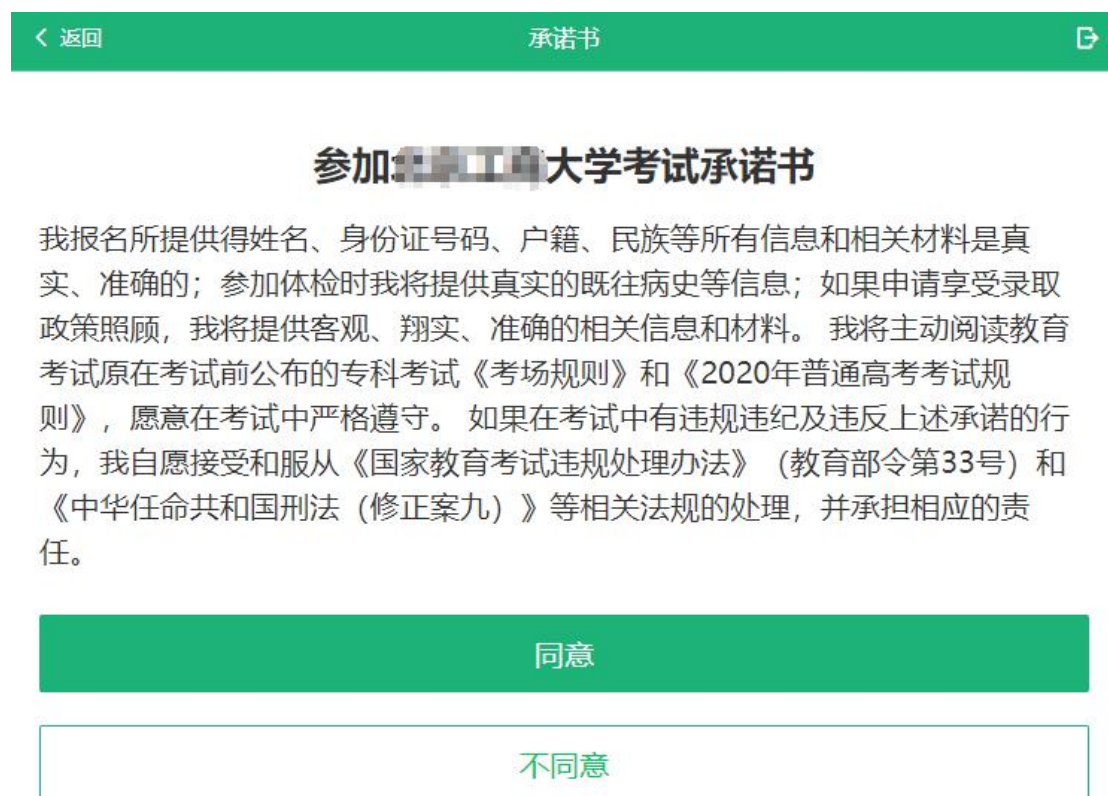 返回
承诺书
参加大学考试承诺书
我报名所提供得姓名、身份证号码、户籍、民族等所有信息和相关材料是真
实、准确的；参加体检时我将提供真实的既往病史等信息；如果申请享受录取
政策照顾，我将提供客观、翔实、准确的相关信息和材料。 我将主动阅读教育
考试原在考试前公布的专科考试《考场规则》和《2020年普通高考考试规
则》，愿意在考试中严格遵守。 如果在考试中有违规违纪及违反上述承诺的行
为，我自愿接受和服从《国家教育考试违规处理办法》（教育部令第33号）和
《中华任命共和国刑法（修正案九）》等相关法规的处理，并承担相应的责
任。
同意
不同意